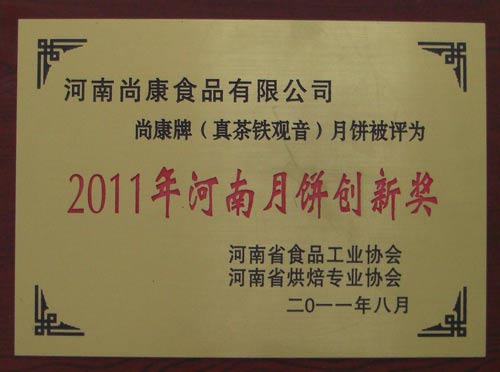 河南尚康食品有限公司
尚康牌（真茶铁观音）月饼被评为
2011年河南月饼创新奖
河南省食品工业协会
河南省烘焙专业协会
二0一一年八月